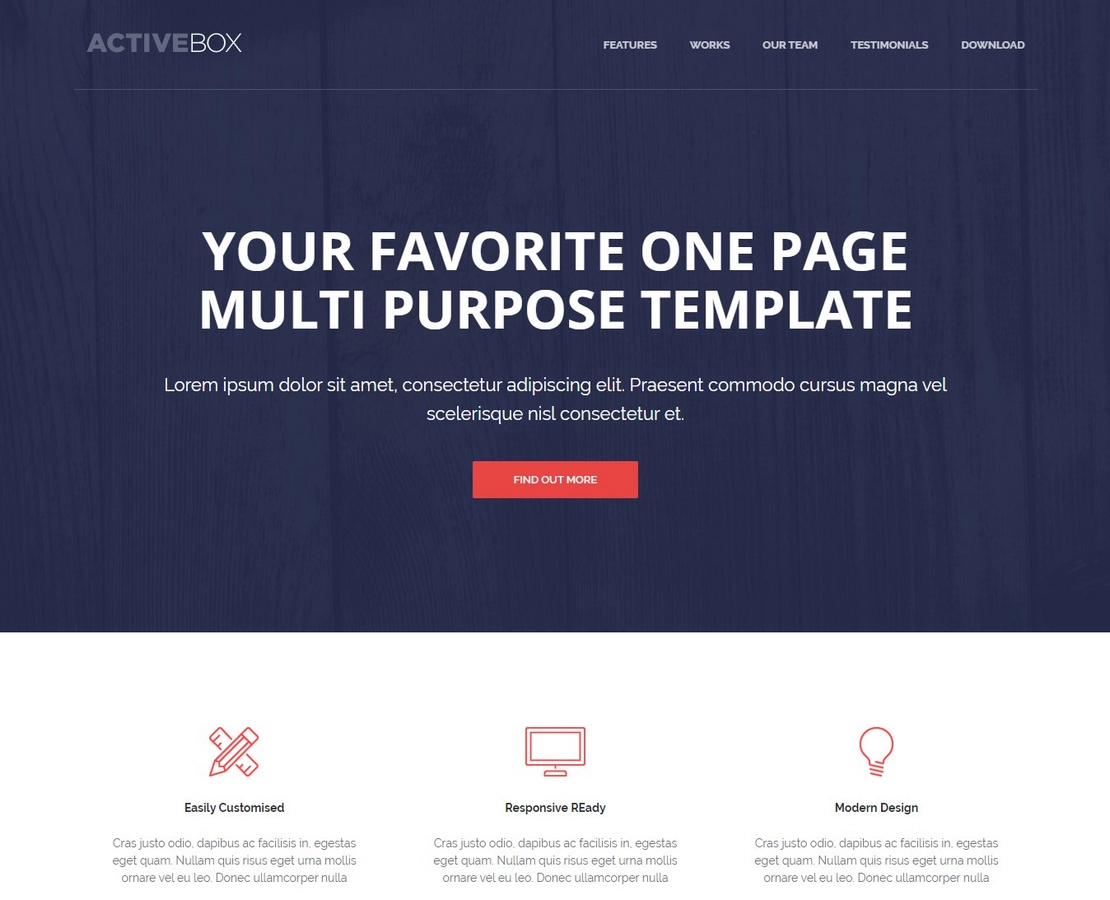 ACTIVEBOX
FEATURES WORKS OUR TEAM TESTIMONIALS DOWNLOAD
YOUR FAVORITE ONE PAGE
MULTI PURPOSE TEMPLATE
Lorem ipsum dolor sit amet, consectetur adipiscing elit. Praesent commodo cursus magna vel
scelerisque nisl consectetur et.
FIND OUT MORE
Easily Customised
Cras justo odio, dapibus ac facilisis in, egestas
eget quam. Nullam quis risus eget urna mollis
ornare vel eu leo. Donec ullamcorper nulla
Responsive REady
Cras justo odio, dapibus ac facilisis in, egestas
eget quam. Nullam quis risus eget urna mollis
ornare vel eu leo. Donec ullamcorper nulla
Modern Design
Cras justo odio, dapibus ac facilisis in, egestas
eget quam. Nullam quis risus eget urna mollis
ornare vel eu leo. Donec ullamcorper nulla